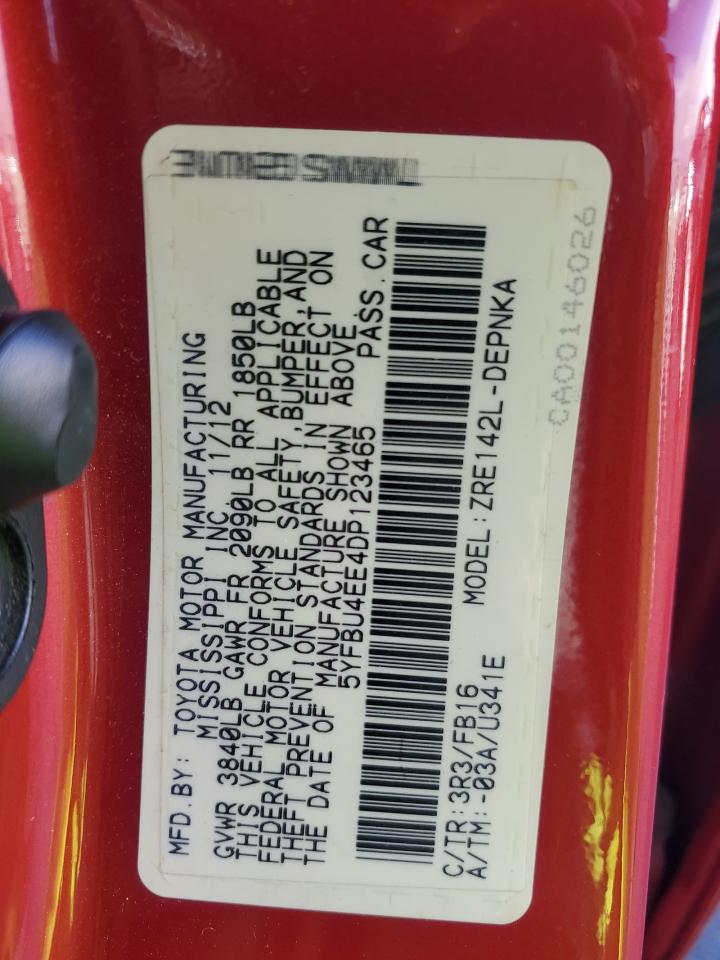 MFD.BY: TOYOTA MOTOR MANUFACTURING
MISSISSIPPI INC. 11/12
GVWR 3840LB GAWR FR 2090LB RR 1850LB
THIS VEHICLE CONFORMS TO ALL APPLICABLE
FEDERAL MOTOR VEHICLE SAFETY,BUMPER,AND
THEFT PREVENTION STANDARDS IN EFFECT ON
THE DATE OF MANUFACTURE SHOWN ABOVE.
5YFBU4EE4DP123465 PASS.CAR
C/TR:3R3/FB16 MODEL:ZRE142L-DEPNKA
A/TM:-03A/U341E
CA00146026